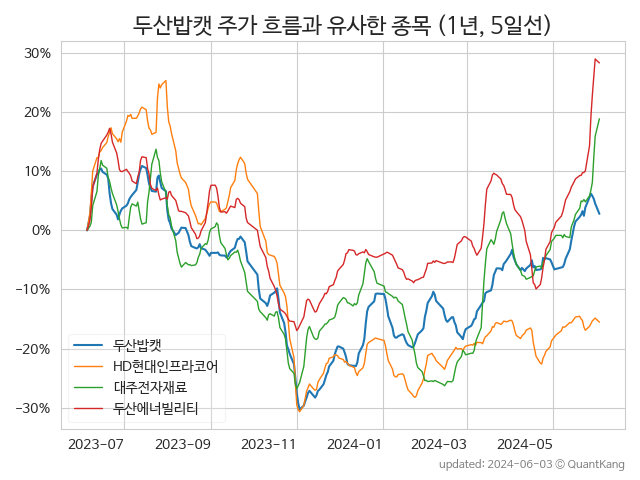 두산밥캣 주가 흐름과 유사한 종목 (1년, 5일선)
30%
20%
10%
0%
−10%
−20%
−30%
두산밥캣
HD현대인프라코어
대주전자재료
두산에너빌리티
2023-07 2023-09 2023-11 2024-01 2024-03 2024-05
updated: 2024-06-03 © QuantKang